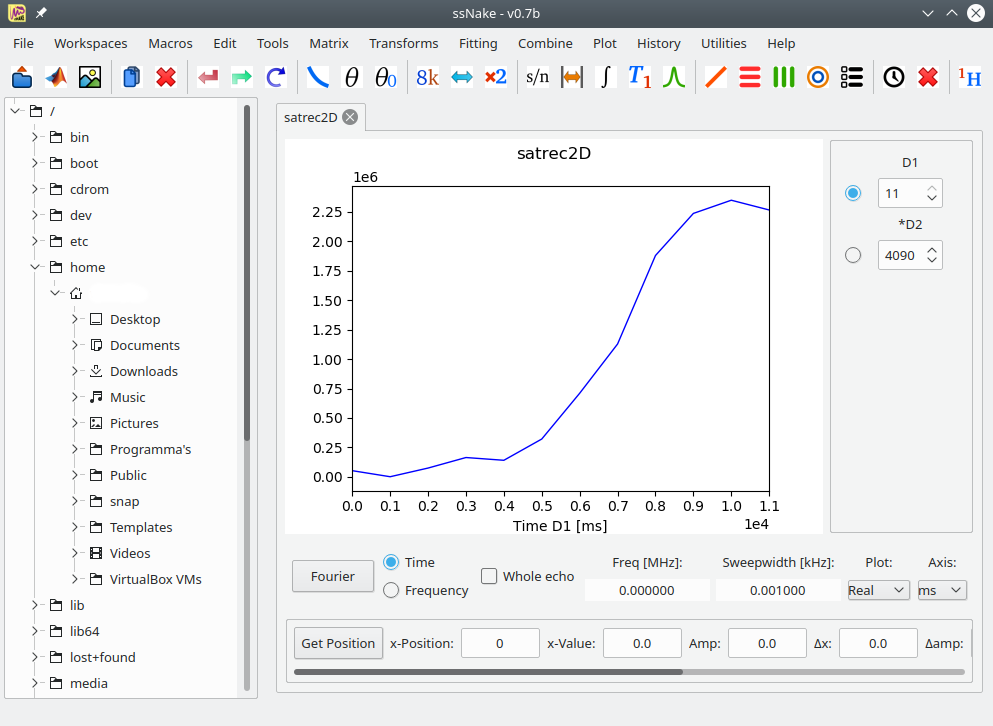 ssNake - v0.7b
File Workspaces Macros Edit Tools Matrix Transforms Fitting Combine Plot History Utilities Help
θ θ0 8k ×2 s/n ∫ T1 1H
/
bin
boot
cdrom
dev
etc
home
Desktop
Documents
Downloads
Music
Pictures
Programma's
Public
snap
Templates
Videos
VirtualBox VMs
lib
lib64
lost+found
media
satrec2D
satrec2D
1e6
2.25
2.00
1.75
1.50
1.25
1.00
0.75
0.50
0.25
0.00
0.0 0.1 0.2 0.3 0.4 0.5 0.6 0.7 0.8 0.9 1.0 1.1
Time D1 [ms] 1e4
D1
11
*D2
4090
Fourier
Time
Frequency
Whole echo
Freq [MHz]: Sweepwidth [kHz]: Plot: Axis:
0.000000 0.001000 Real ms
Get Position x-Position: 0 x-Value: 0.0 Amp: 0.0 Δx: 0.0 Δamp: